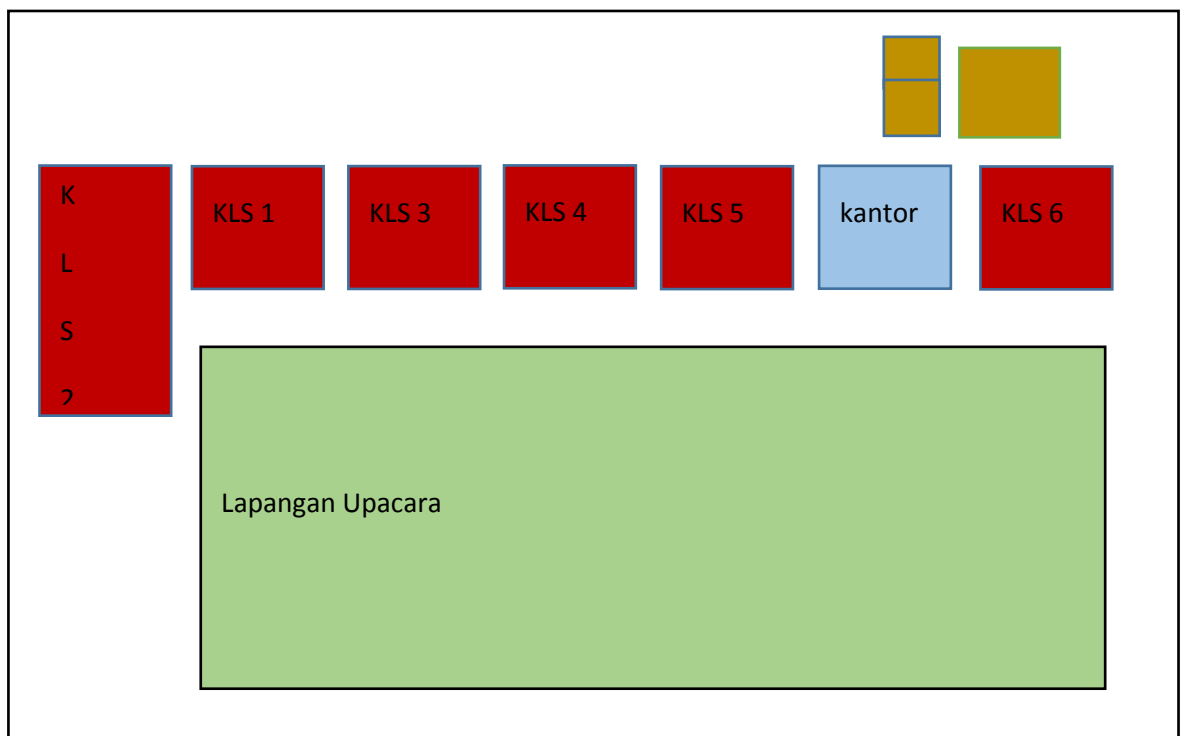 K
L
S
2
KLS 1
KLS 3
KLS 4
KLS 5
kantor
KLS 6
Lapangan Upacara